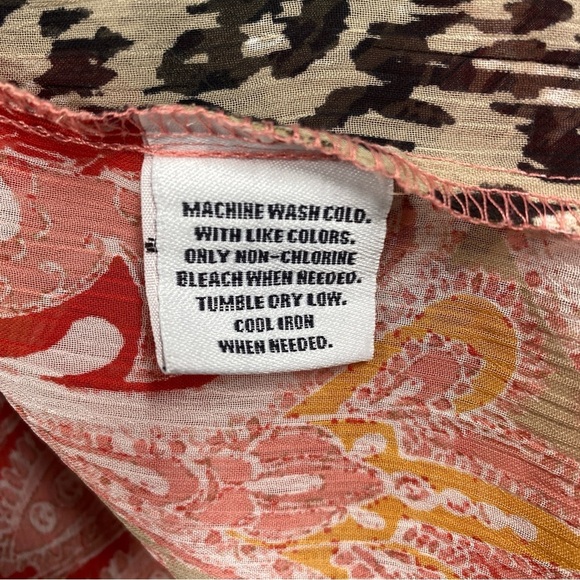 MACHINE WASH COLD.
WITH LIKE COLORS.
ONLY NON-CHLORINE
BLEACH WHEN NEEDED.
TUMBLE DRY LOW.
COOL IRON
WHEN NEEDED.